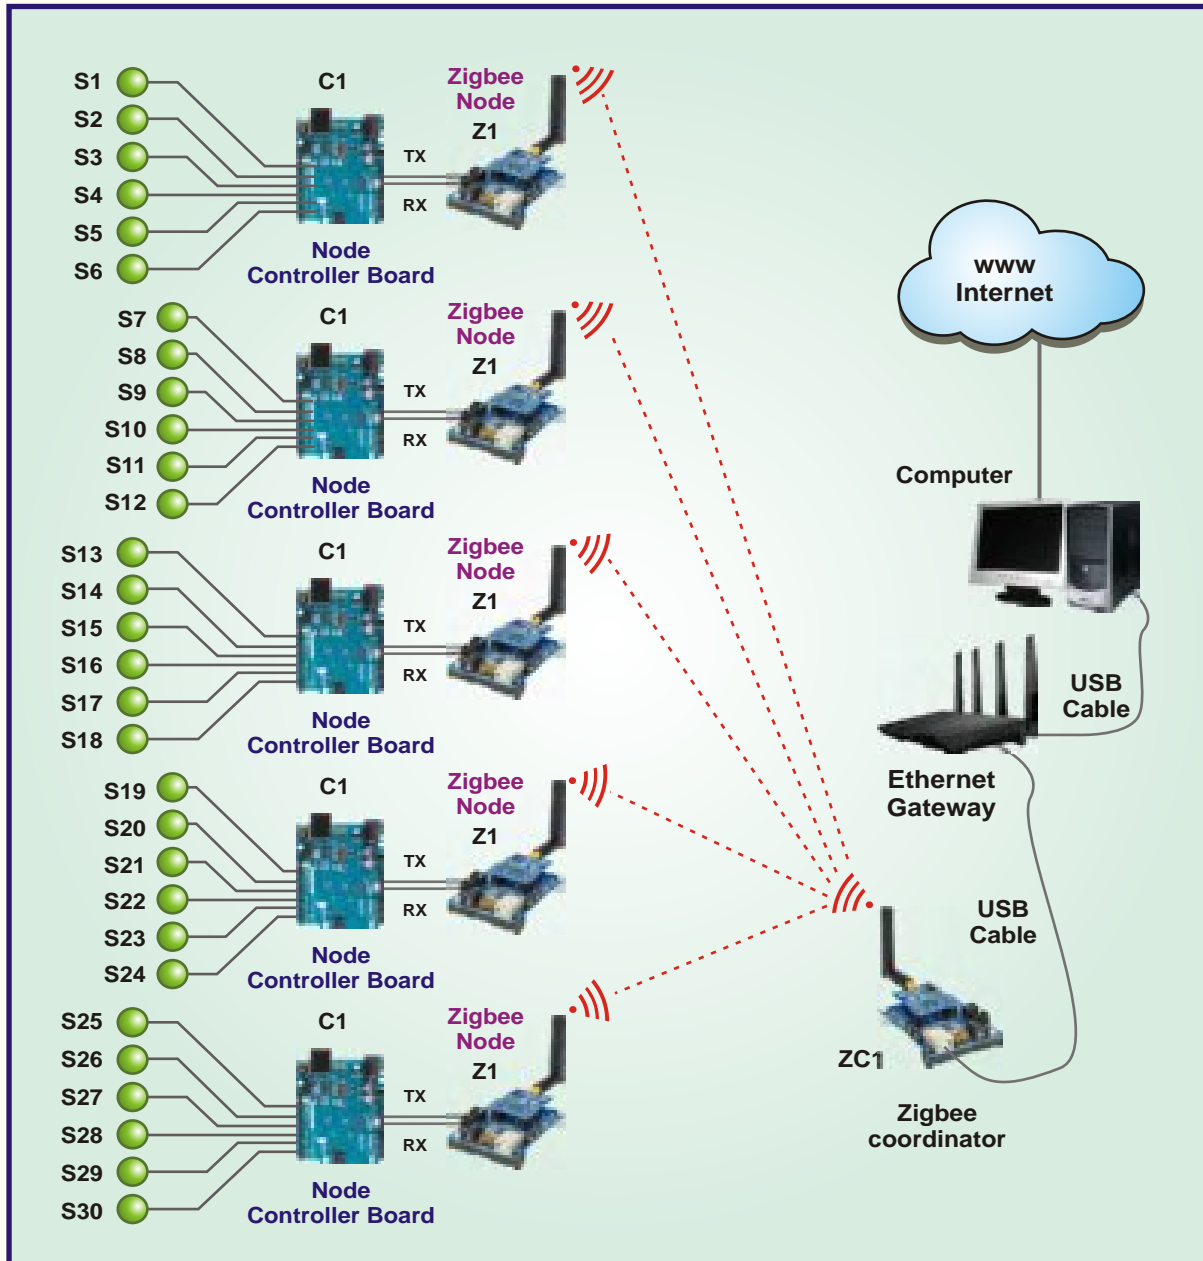 S1
S2
S3
S4
S5
S6
C1
Node
Controller Board
TX
RX
Zigbee
Node
Z1
S7
S8
S9
S10
S11
S12
C1
Node
Controller Board
TX
RX
Zigbee
Node
Z1
S13
S14
S15
S16
S17
S18
C1
Node
Controller Board
TX
RX
Zigbee
Node
Z1
S19
S20
S21
S22
S23
S24
C1
Node
Controller Board
TX
RX
Zigbee
Node
Z1
S25
S26
S27
S28
S29
S30
C1
Node
Controller Board
TX
RX
Zigbee
Node
Z1
www
Internet
Computer
USB
Cable
Ethernet
Gateway
USB
Cable
ZC1
Zigbee
coordinator